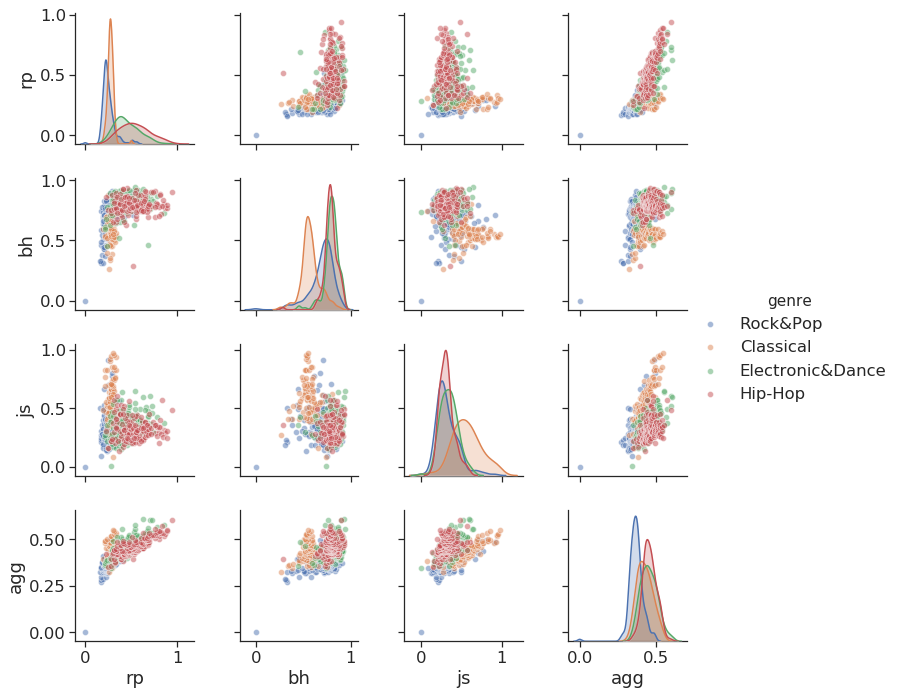 1.0
0.5
0.0
rp
1.0
0.5
0.0
bh
genre
Rock&Pop
Classical
Electronic&Dance
Hip-Hop
1.0
0.5
0.0
js
0.50
0.25
0.00
agg
0 1
0 1
0 1
0.0 0.5
rp bh js agg